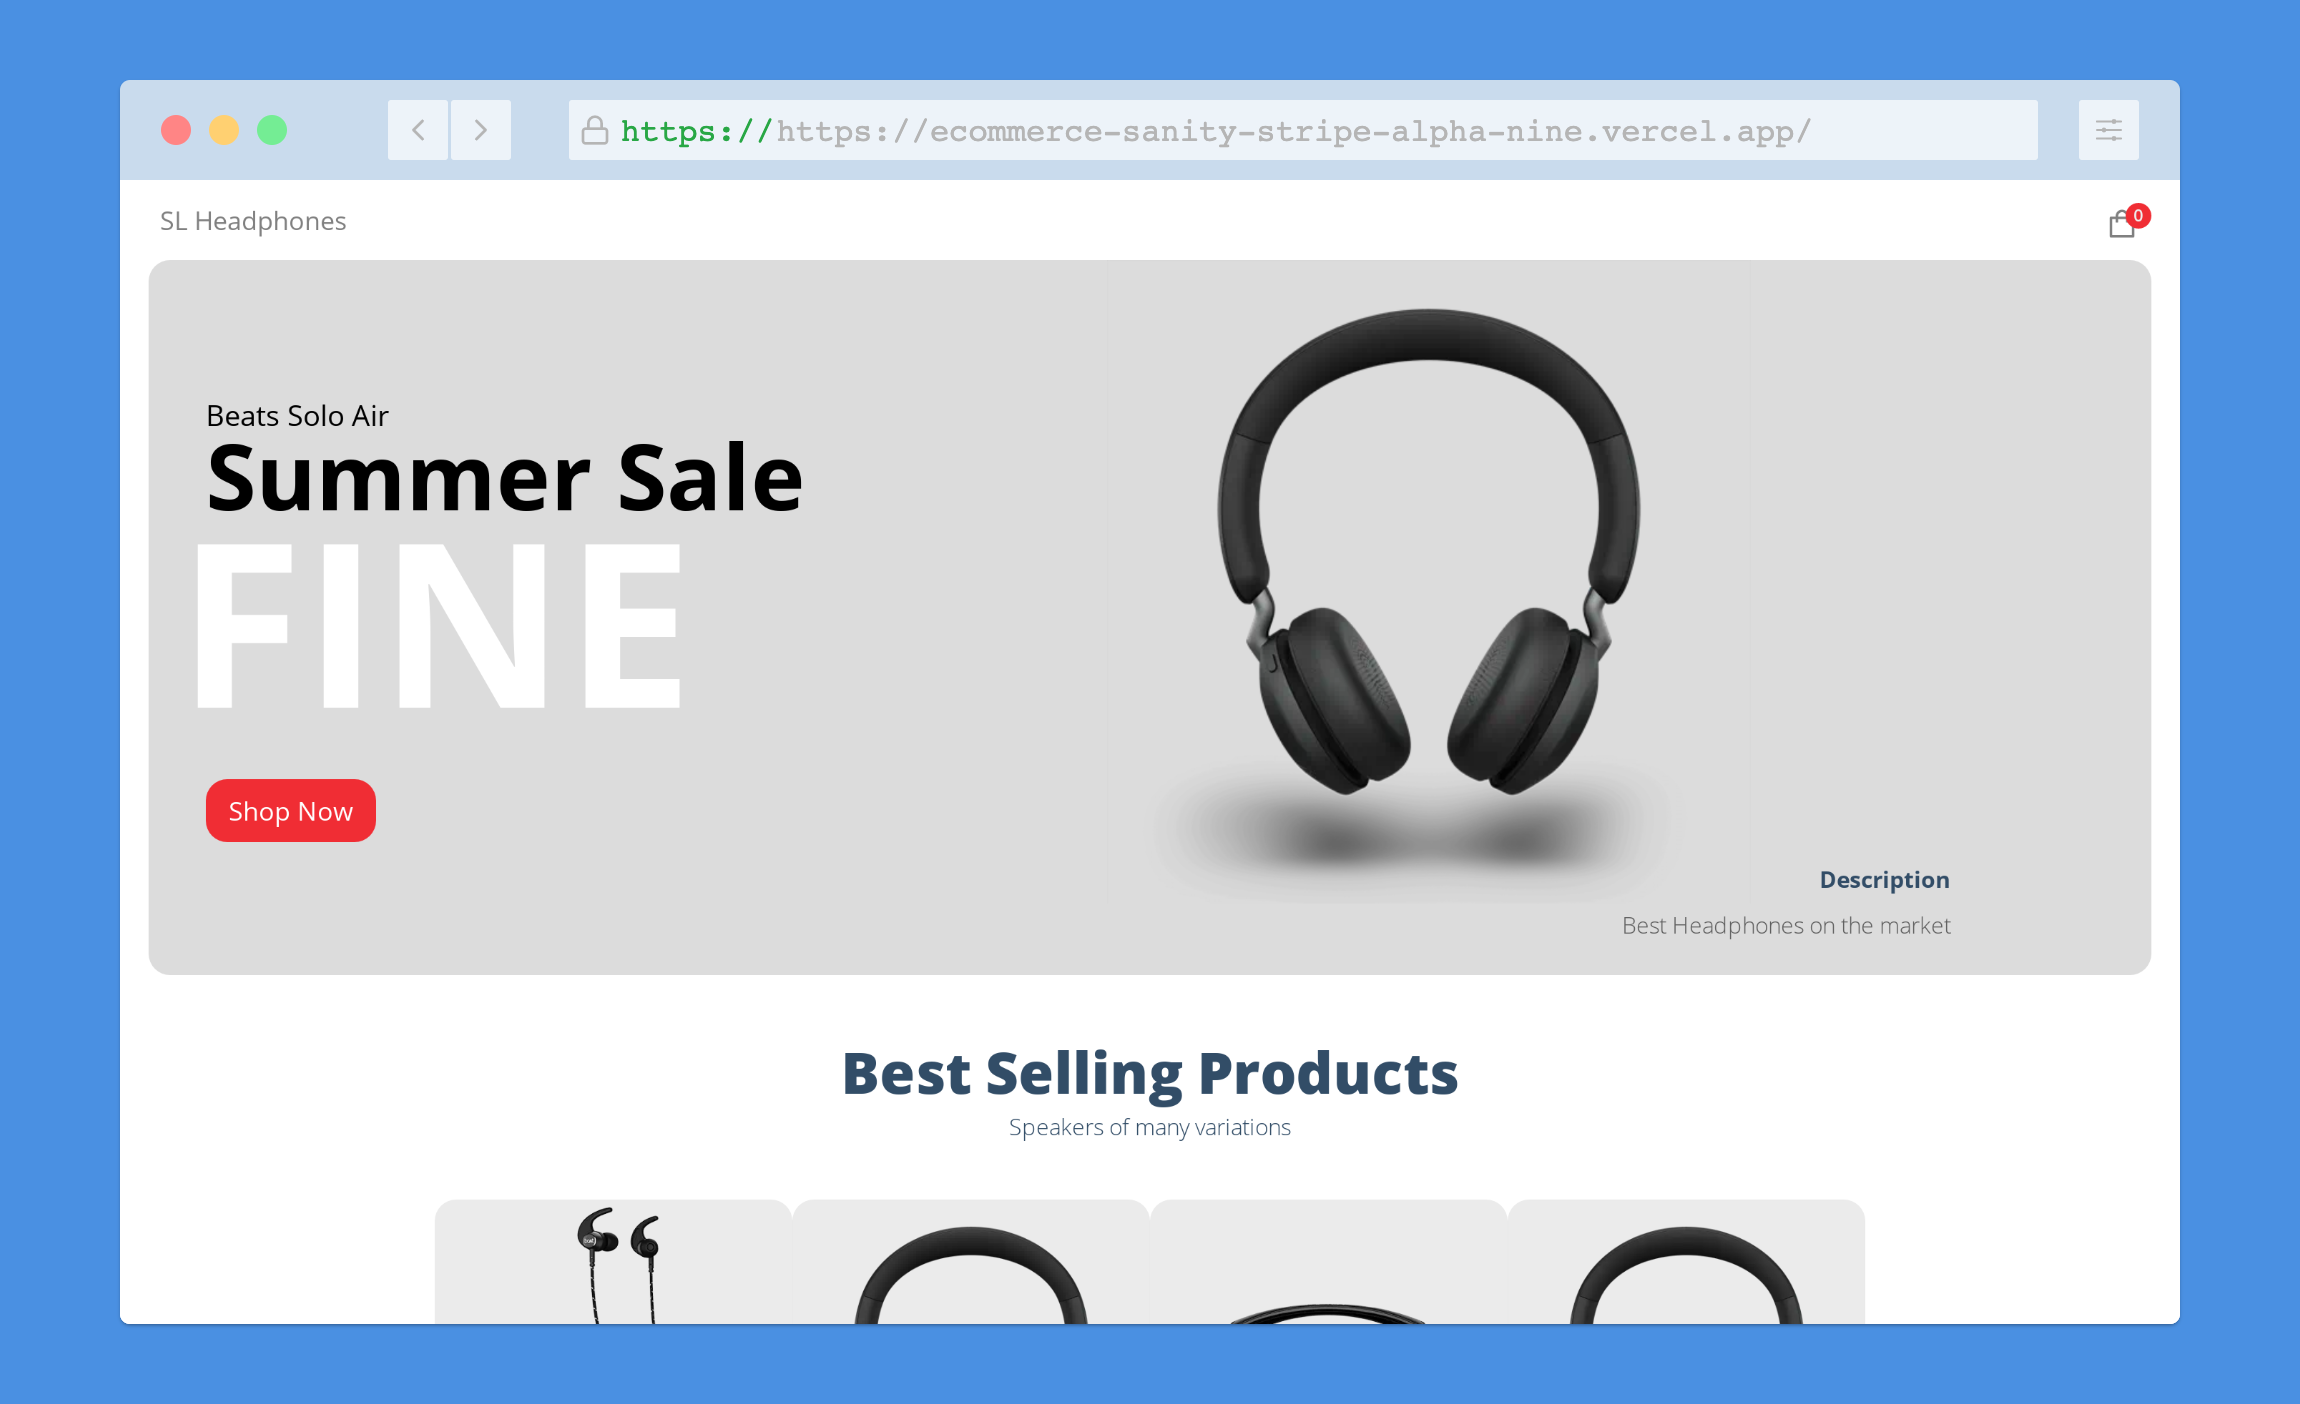 https://https://ecommerce-sanity-stripe-alpha-nine.vercel.app/
SL Headphones
0
Beats Solo Air
Summer Sale
FINE
Shop Now
Description
Best Headphones on the market
Best Selling Products
Speakers of many variations